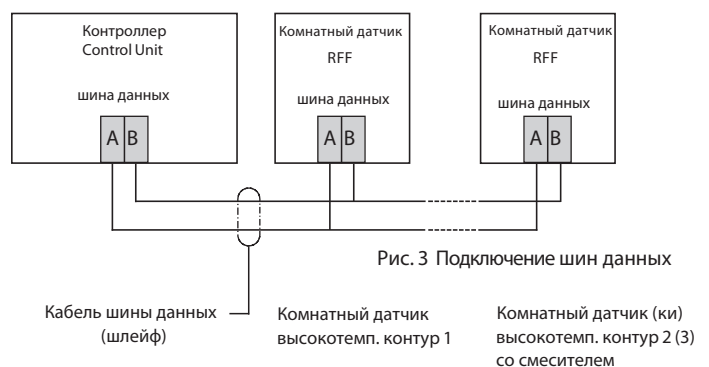 Контроллер
Control Unit
шина данных
A B
Комнатный датчик
RFF
шина данных
A B
Комнатный датчик
RFF
шина данных
A B
Рис. 3 Подключение шин данных
Кабель шины данных
(шлейф)
Комнатный датчик
высокотемп. контур 1
Комнатный датчик (ки)
высокотемп. контур 2 (3)
со смесителем